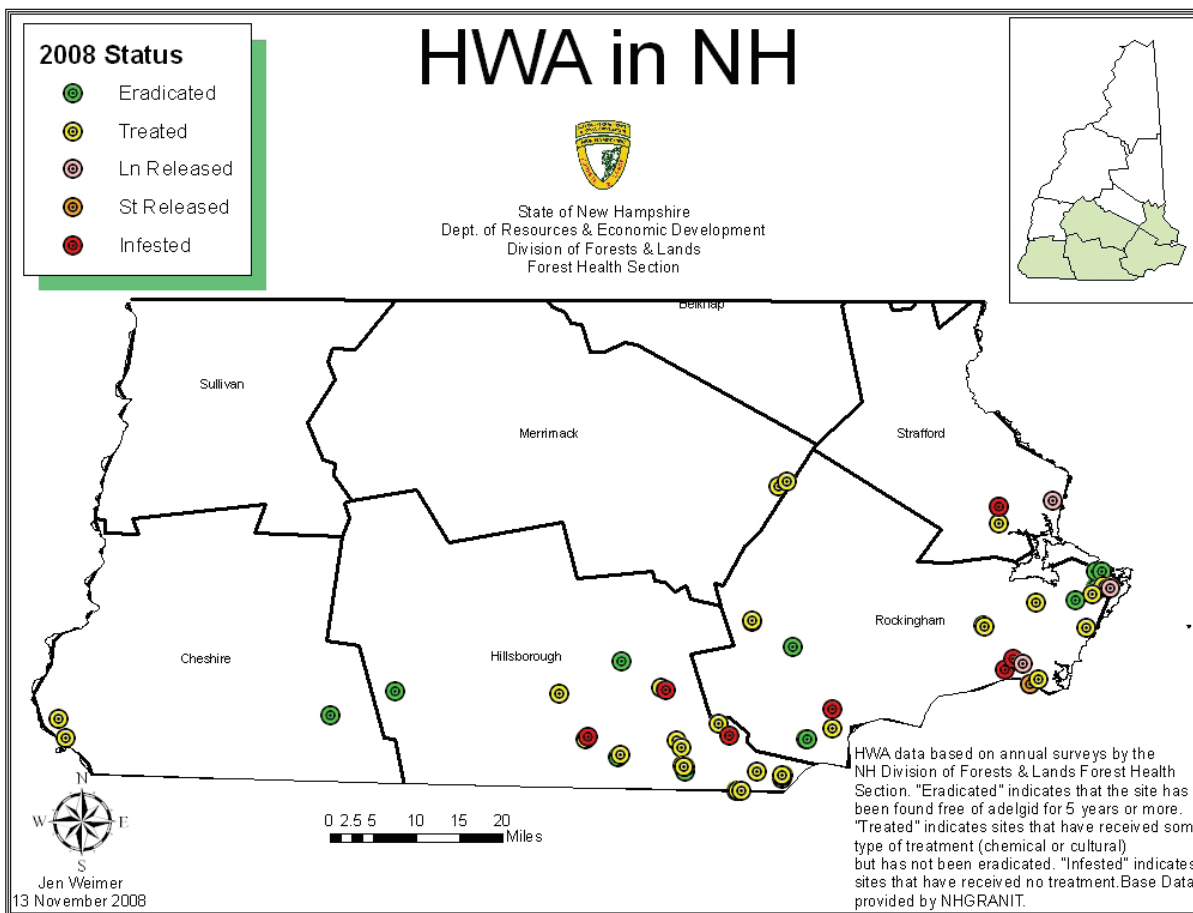 HWA in NH
2008 Status
Eradicated
Treated
Ln Released
St Released
Infested
State of New Hampshire
Dept. of Resources & Economic Development
Division of Forests & Lands
Forest Health Section
Belknap
Sullivan
Merrimack
Strafford
Rockingham
Hillsborough
Cheshire
HWA data based on annual surveys by the
NH Division of Forests & Lands Forest Health
Section. "Eradicated" indicates that the site has
been found free of adelgid for 5 years or more.
"Treated" indicates sites that have received som
type of treatment (chemical or cultural)
but has not been eradicated. "Infested" indicates
sites that have received no treatment.Base Data
provided by NHGRANIT.
N
W E
S
0 2.5 5 10 15 20
Miles
Jen Weimer
13 November 2008